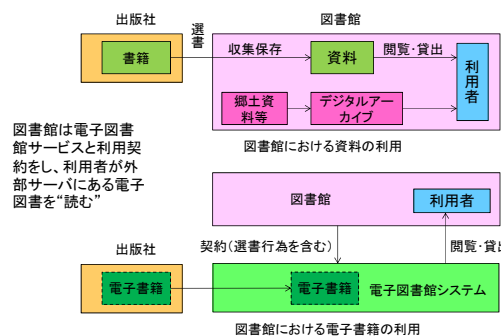 出版社
選書
図書館
書籍
収集保存
資料
閲覧・貸出
利用者
郷土資
料等
デジタルアー
カイブ
図書館における資料の利用
図書館は電子図書
館サービスと利用契
約をし、利用者が外
部サーバにある電子
図書を“読む”
図書館
利用者
出版社
契約(選書行為を含む)
閲覧・貸出
電子書籍
電子書籍
電子図書館システム
図書館における電子書籍の利用